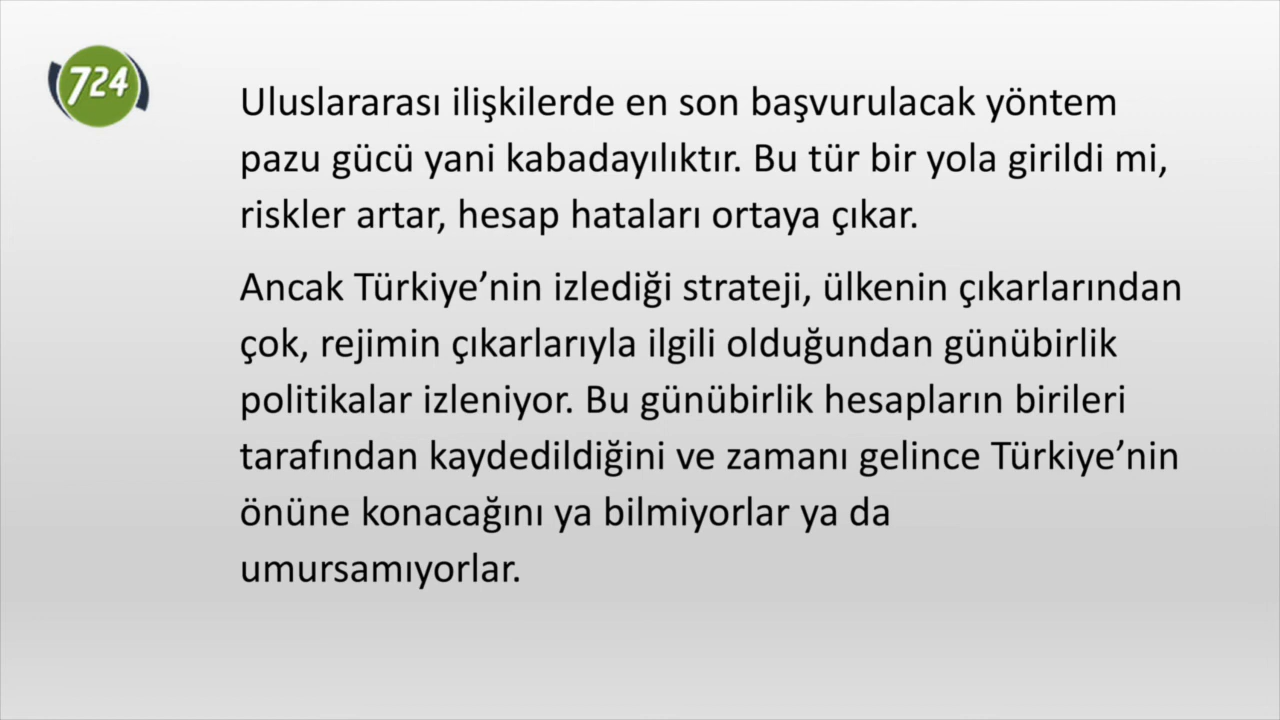 724
Uluslararası ilişkilerde en son başvurulacak yöntem
pazu gücü yani kabadayılıktır. Bu tür bir yola girildi mi,
riskler artar, hesap hataları ortaya çıkar.
Ancak Türkiye’nin izlediği strateji, ülkenin çıkarlarından
çok, rejimin çıkarlarıyla ilgili olduğundan günübirlik
politikalar izleniyor. Bu günübirlik hesapların birileri
tarafından kaydedildiğini ve zamanı gelince Türkiye’nin
önüne konacağını ya bilmiyorlar ya da
umursamıyorlar.